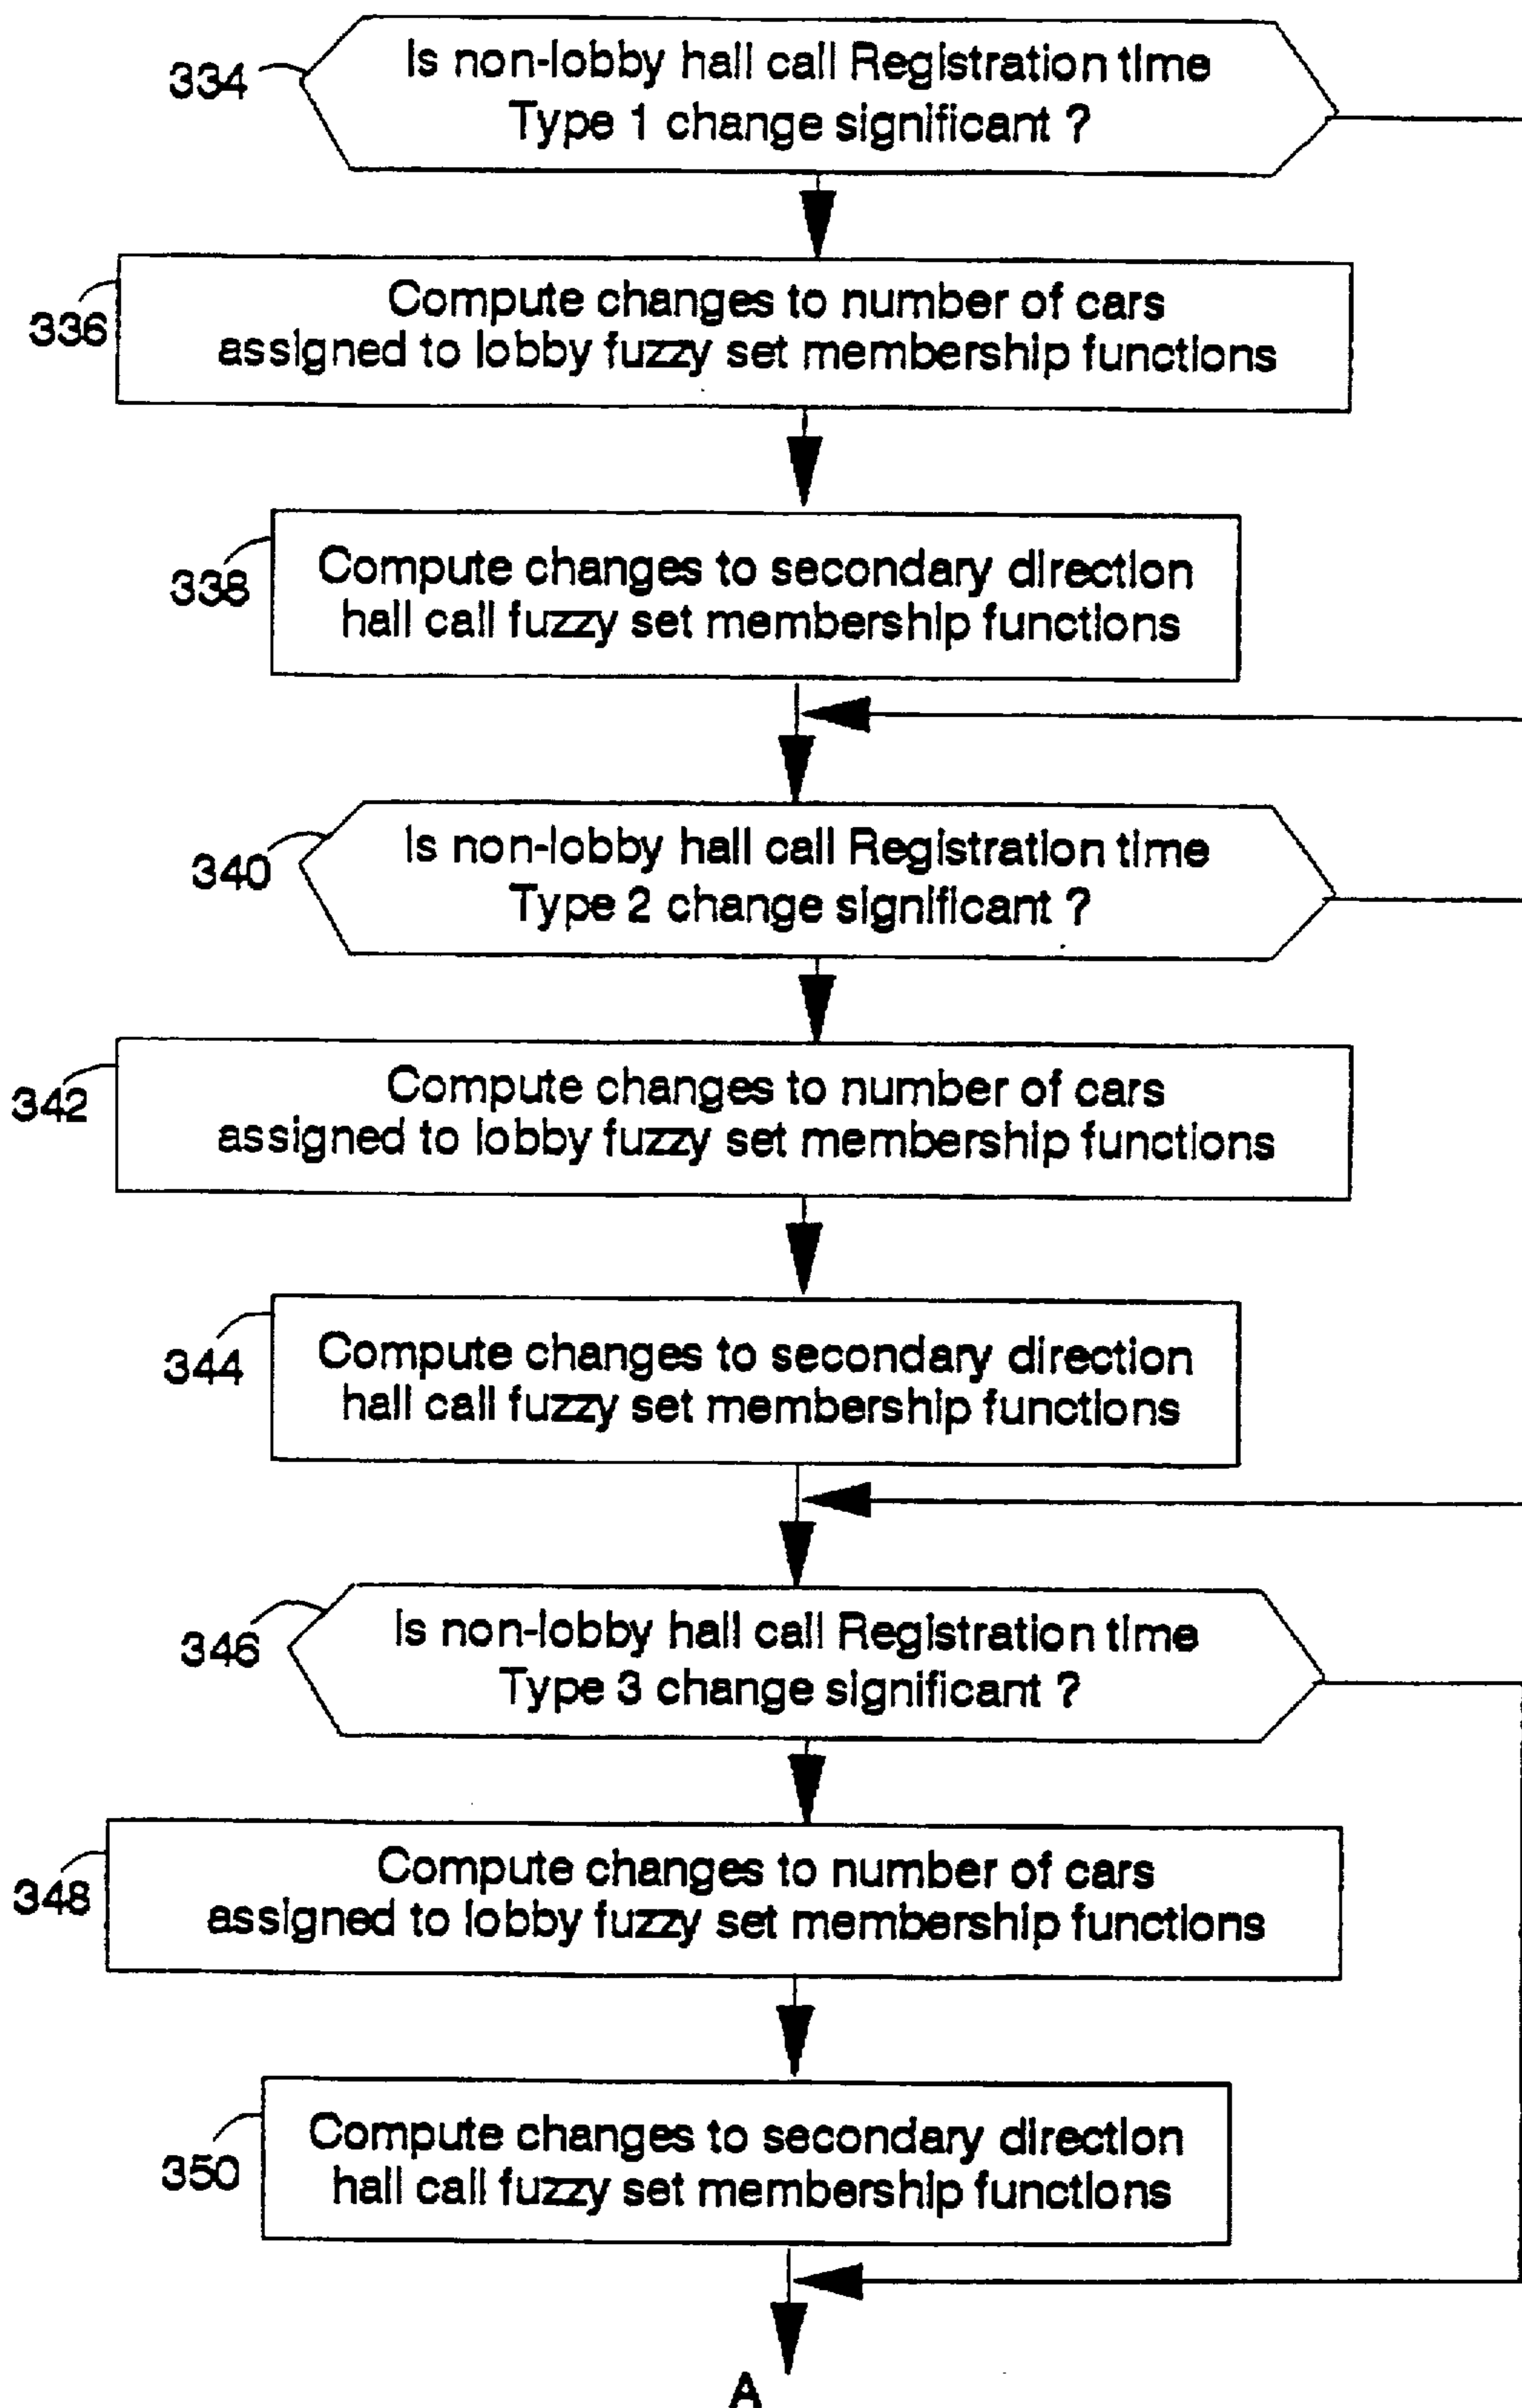 334
Is non-lobby hall call Registration time
Type 1 change significant ?
336
Compute changes to number of cars
assigned to lobby fuzzy set membership functions
338
Compute changes to secondary direction
hall call fuzzy set membership functions
340
Is non-lobby hall call Registration time
Type 2 change significant ?
342
Compute changes to number of cars
assigned to lobby fuzzy set membership functions
344
Compute changes to secondary direction
hall call fuzzy set membership functions
346
Is non-lobby hall call Registration time
Type 3 change significant ?
348
Compute changes to number of cars
assigned to lobby fuzzy set membership functions
350
Compute changes to secondary direction
hall call fuzzy set membership functions
A